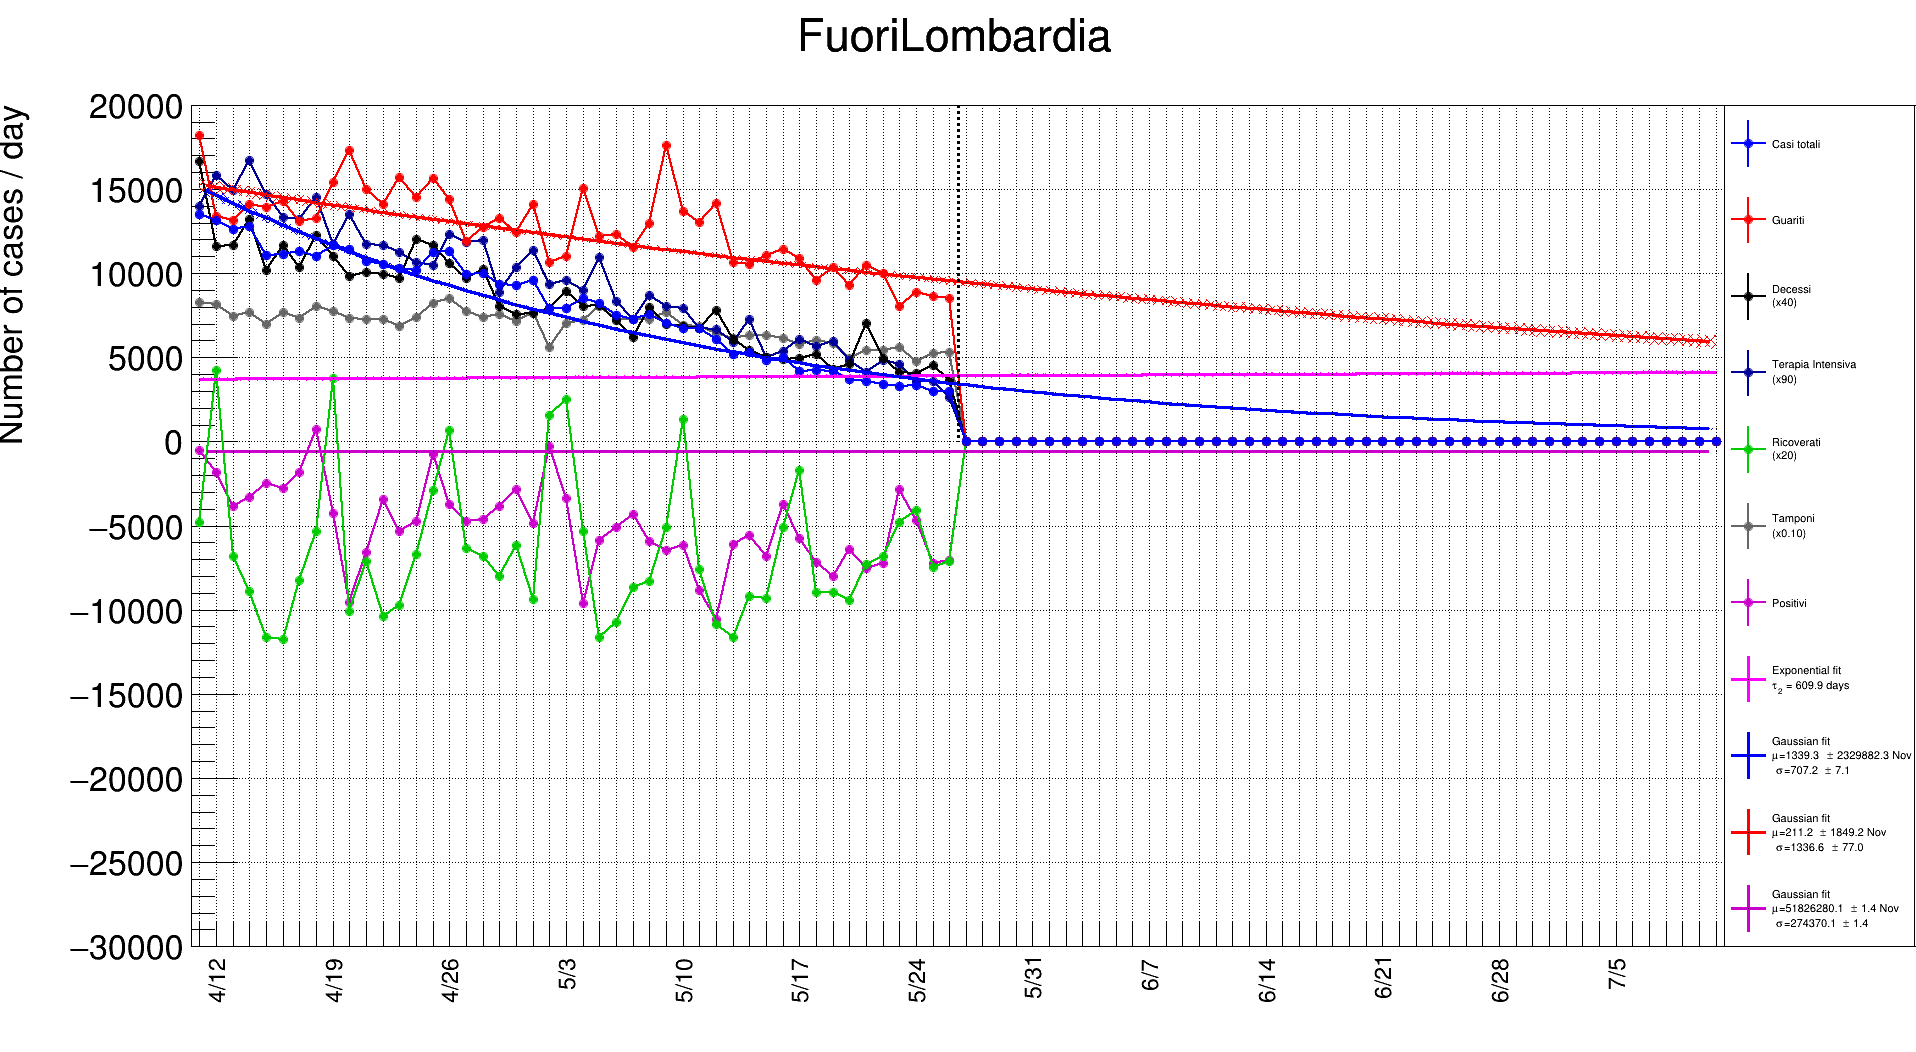 FuoriLombardia
Number of cases / day
20000
15000
10000
5000
0
−5000
−10000
−15000
−20000
−25000
−30000
4/12
4/19
4/26
5/3
5/10
5/17
5/24
5/31
6/7
6/14
6/21
6/28
7/5
Casi totali
Guariti
Decessi
(x40)
Terapia Intensiva
(x90)
Ricoverati
(x20)
Tamponi
(x0.10)
Positivi
Exponential fit
τ2 = 609.9 days
Gaussian fit
μ=1339.3 ± 2329882.3 Nov
σ=707.2 ± 7.1
Gaussian fit
μ=211.2 ± 1849.2 Nov
σ=1336.6 ± 77.0
Gaussian fit
μ=51826280.1 ± 1.4 Nov
σ=274370.1 ± 1.4